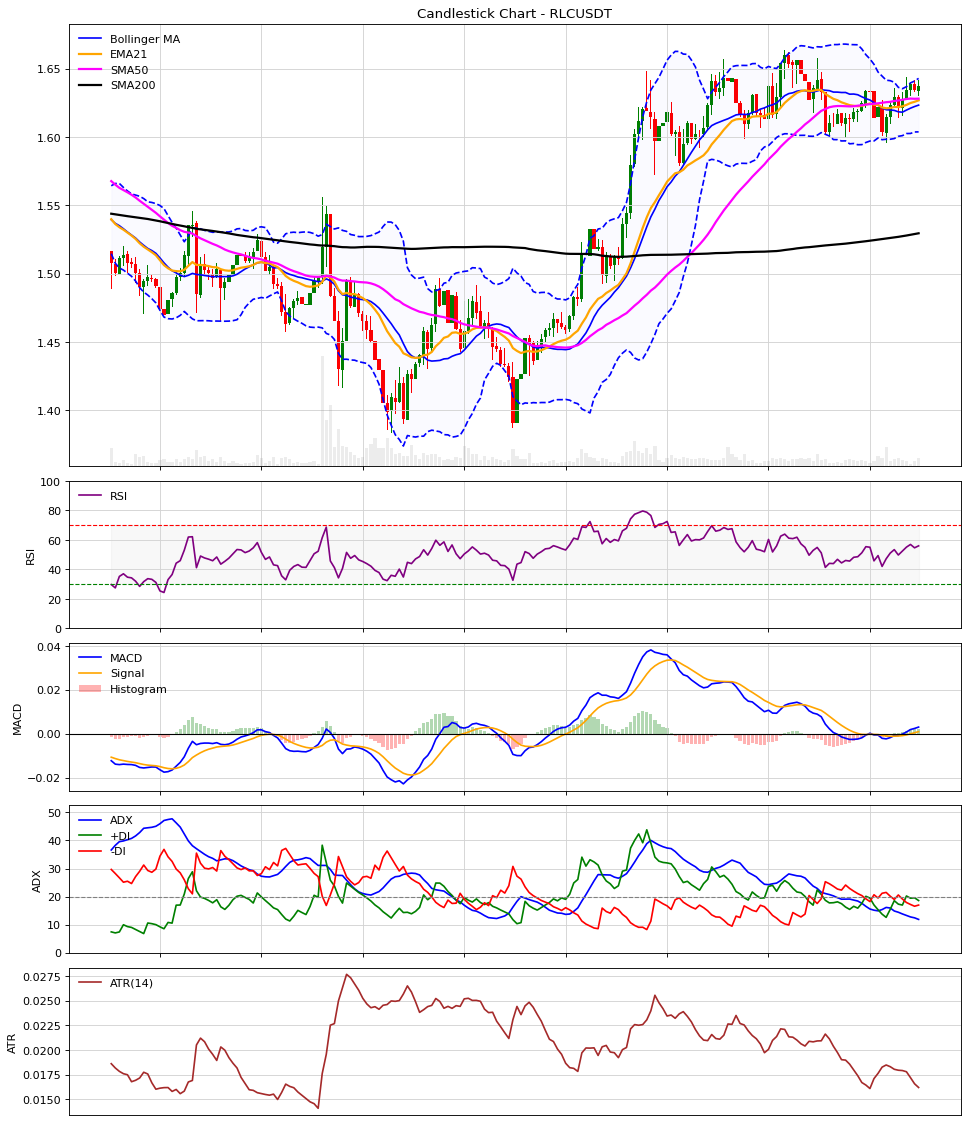 Candlestick Chart - RLCUSDT
Bollinger MA
EMA21
SMA50
SMA200
1.65
1.60
1.55
1.50
1.45
1.40
RSI
100
80
60
40
20
0
RSI
MACD
Signal
Histogram
0.04
0.02
0.00
−0.02
MACD
ADX
+DI
-DI
50
40
30
20
10
0
ADX
ATR(14)
0.0275
0.0250
0.0225
0.0200
0.0175
0.0150
ATR